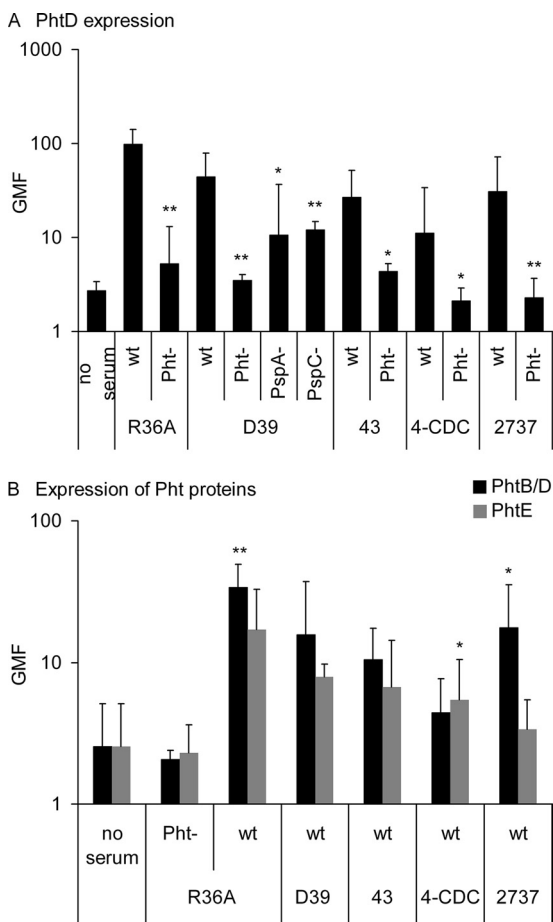 A PhtD expression
1000
100
10
1
GMF
**
*
**
**
*
*
**
no serum
wt
Pht-
wt
Pht-
PspA-
PspC-
wt
Pht-
wt
Pht-
wt
Pht-
R36A
D39
43
4-CDC
2737
B Expression of Pht proteins
PhtB/D
PhtE
100
10
1
GMF
**
*
*
no
serum
Pht-
wt
wt
wt
wt
wt
R36A
D39
43
4-CDC
2737